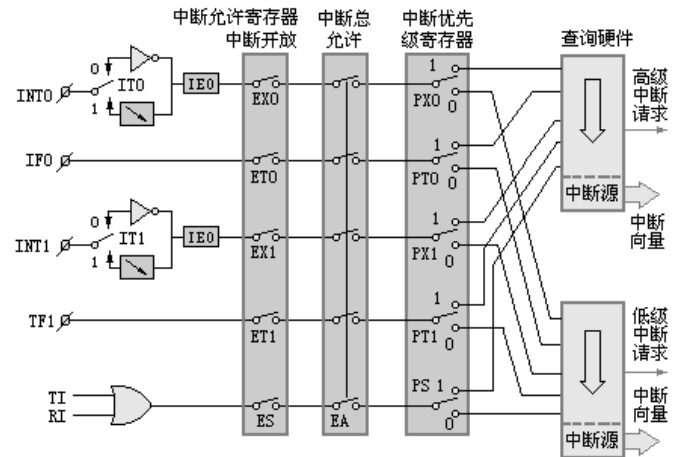 中断允许寄存器
中断开放
中断总
允许
中断优先
级寄存器
查询硬件
0
1
IT0
INT0
IE0
EX0
1
PX0
0
高级
中断
请求
IF0
ET0
1
PT0
0
中断源
中断
向量
0
1
IT1
INT1
IE0
EX1
1
PX1
0
TF1
ET1
1
PT1
0
低级
中断
请求
TI
RI
ES
EA
PS 1
0
中断
向量
中断源